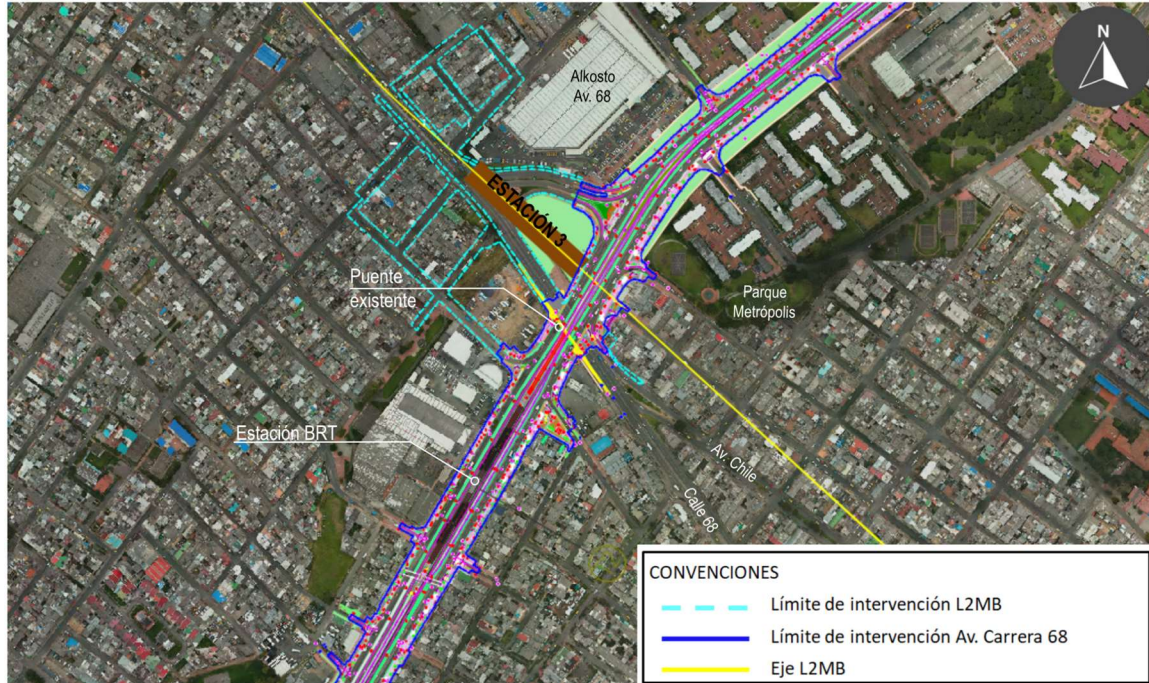 N
Alkosto
Av. 68
ESTACIÓN 3
Puente
existente
Parque
Metrópolis
Estación BRT
Av. Chile
Calle 68
CONVENCIONES
Límite de intervención L2MB
Límite de intervención Av. Carrera 68
Eje L2MB